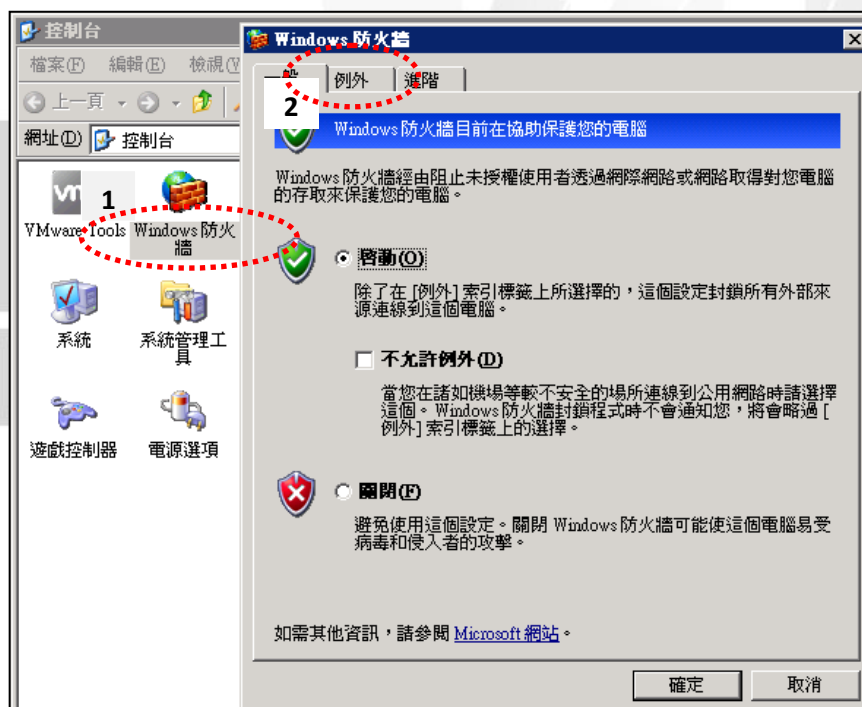 控制台
檔案(F) 編輯(E) 檢視(V
上一頁
網址(D) 控制台
1
VMware Tools
Windows 防火
牆
系統
系統管理工
具
遊戲控制器
電源選項
Windows 防火牆
一般 例外 進階
2
Windows 防火牆目前在協助保護您的電腦
Windows 防火牆經由阻止未授權使用者透過網際網路或網路取得對您電腦
的存取來保護您的電腦。
啓動(O)
除了在 [例外] 索引標籤上所選擇的，這個設定封鎖所有外部來
源連線到這個電腦。
不允許例外(D)
當您在諸如機場等較不安全的場所連線到公用網路時請選擇
這個。Windows 防火牆封鎖程式時不會通知您，將會略過 [
例外] 索引標籤上的選擇。
關閉(F)
避免使用這個設定。關閉 Windows 防火牆可能使這個電腦易受
病毒和侵入者的攻擊。
如需其他資訊，請參閱 Microsoft 網站。
確定 取消